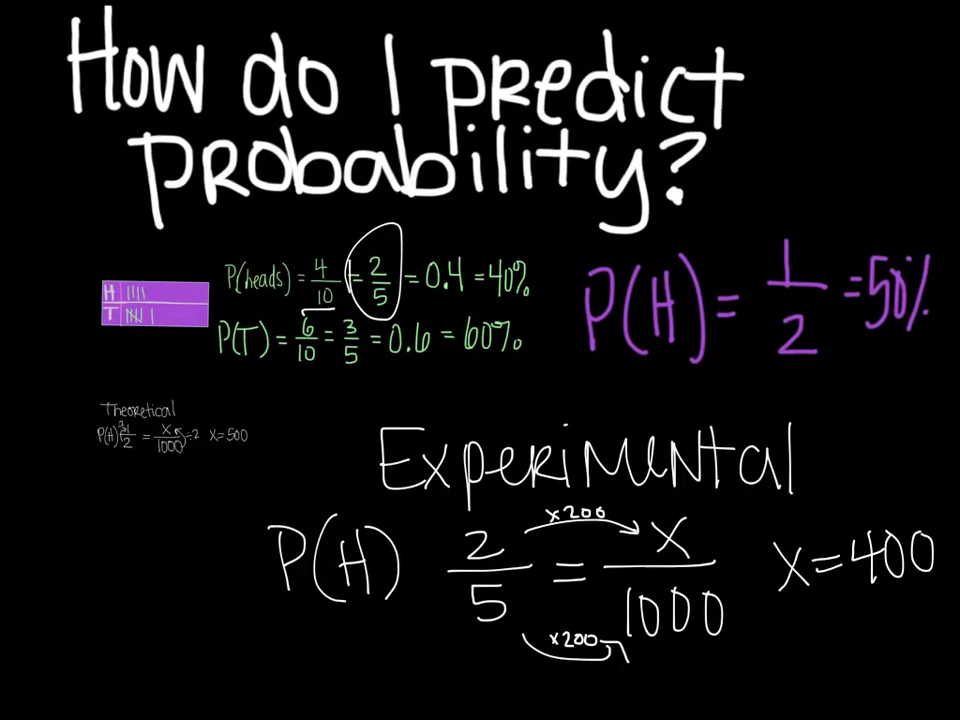 How do I predict
probability?
H ||||
T |||| |
P(heads) = 4/10 = 2/5 = 0.4 = 40%
P(T) = 6/10 = 3/5 = 0.6 = 60%
P(H) = 1/2 = 50%
Theoretical
P(H) 1/2 = x/1000 ÷2 x=500
Experimental
x200
P(H) 2/5 = x/1000 x=400
x200